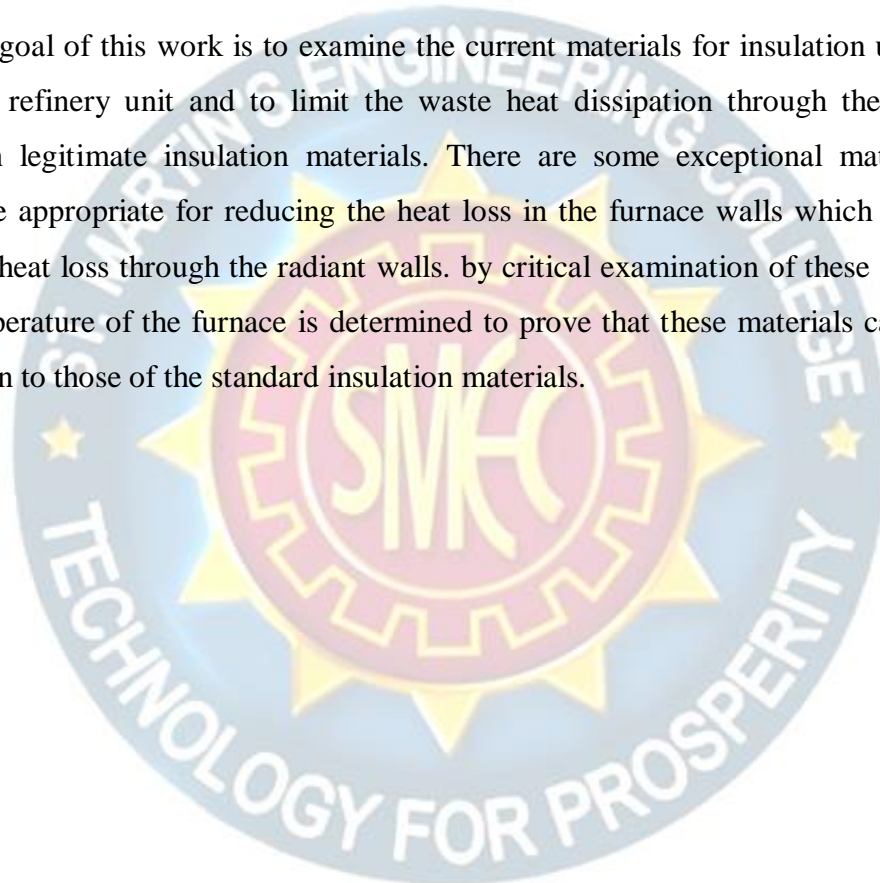 goal of this work is to examine the current materials for insulation u
refinery unit and to limit the waste heat dissipation through the
legitimate insulation materials. There are some exceptional mat
appropriate for reducing the heat loss in the furnace walls which
heat loss through the radiant walls. by critical examination of these
perature of the furnace is determined to prove that these materials ca
n to those of the standard insulation materials.
ST. MARTIN'S ENGINEERING COLLEGE
SMEC
TECHNOLOGY FOR PROSPERITY